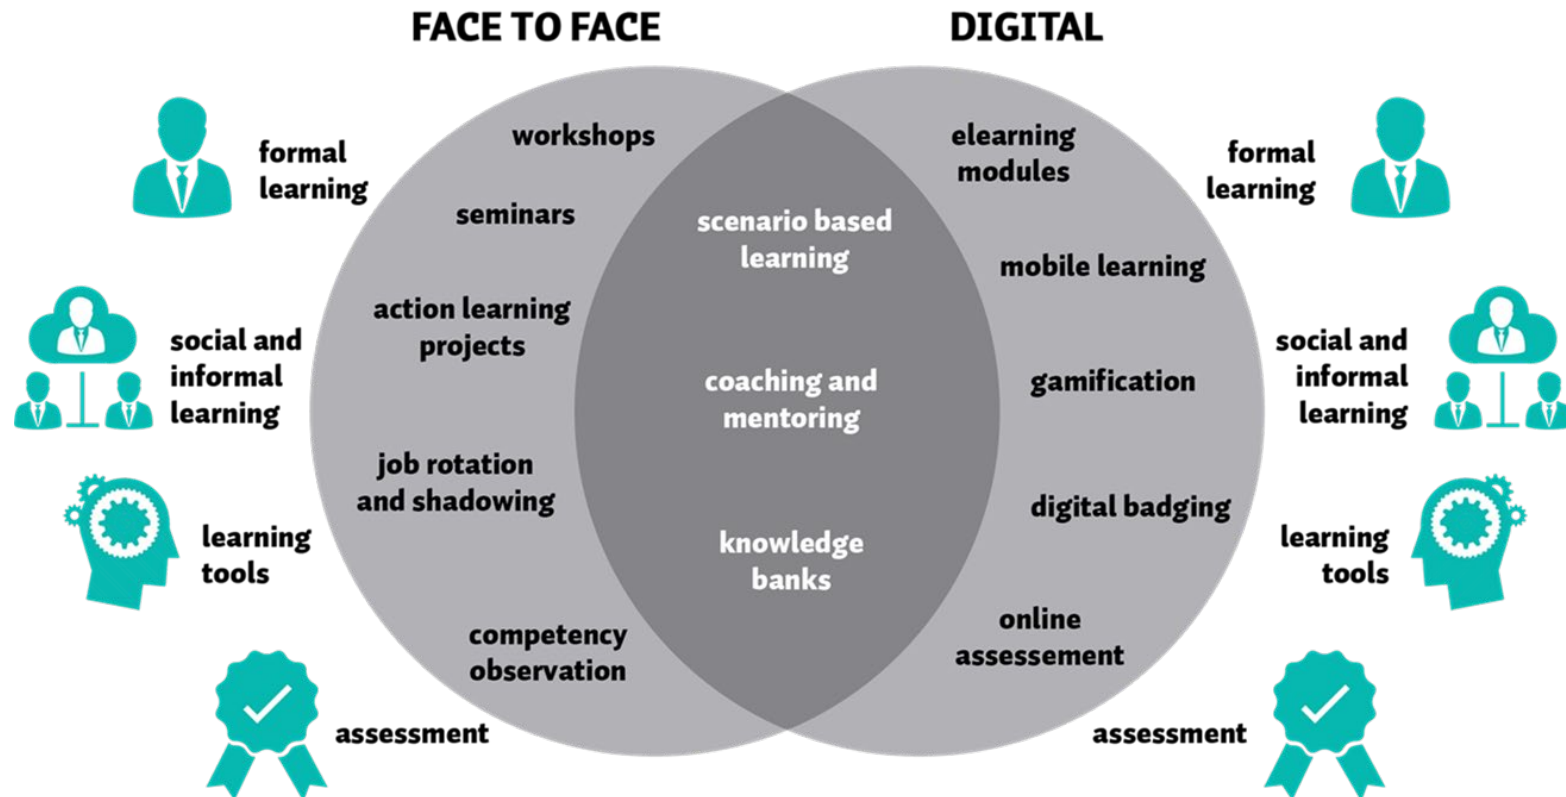 FACE TO FACE
DIGITAL
formal
learning
social and
informal
learning
learning
tools
assessment
workshops
seminars
action learning
projects
job rotation
and shadowing
competency
observation
scenario based
learning
coaching and
mentoring
knowledge
banks
elearning
modules
mobile learning
gamification
digital badging
online
assessement
formal
learning
social and
informal
learning
learning
tools
assessment